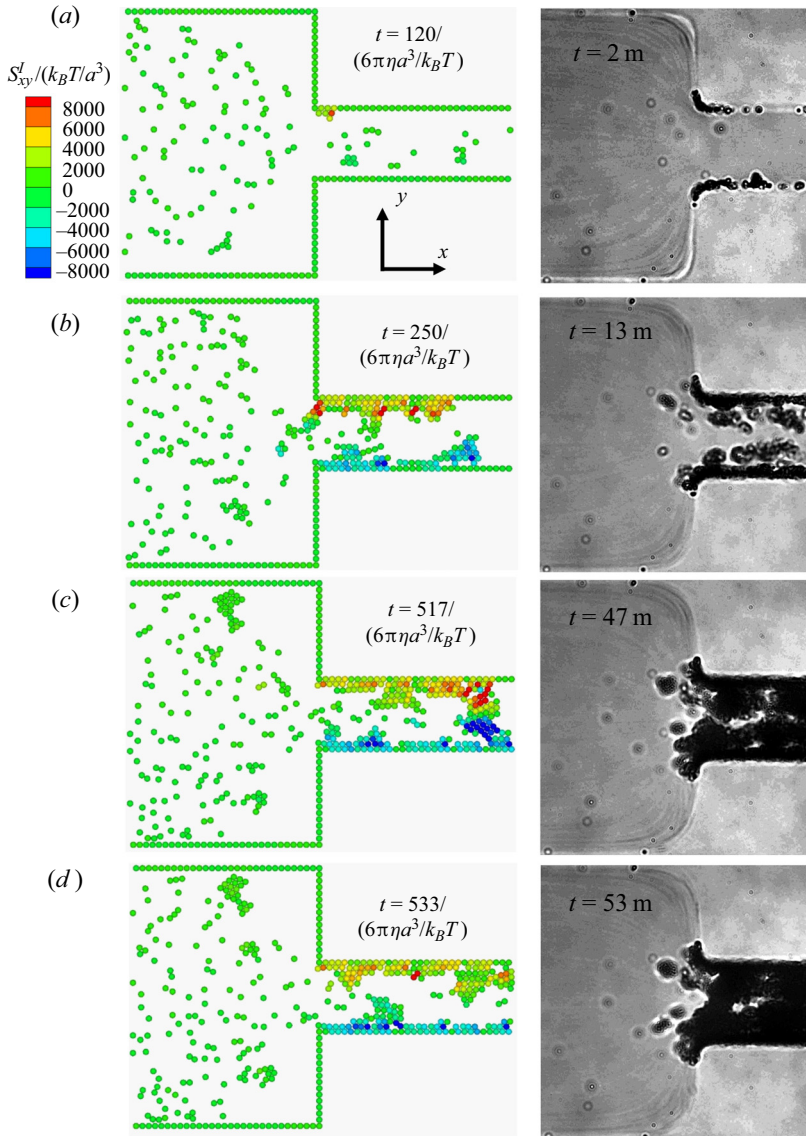 (a)
S^I_xy/(k_BT/a^3)
8000
6000
4000
2000
0
–2000
–4000
–6000
–8000
t = 120/
(6πηa^3/k_BT)
y
x
t = 2 m
(b)
t = 250/
(6πηa^3/k_BT)
t = 13 m
(c)
t = 517/
(6πηa^3/k_BT)
t = 47 m
(d )
t = 533/
(6πηa^3/k_BT)
t = 53 m